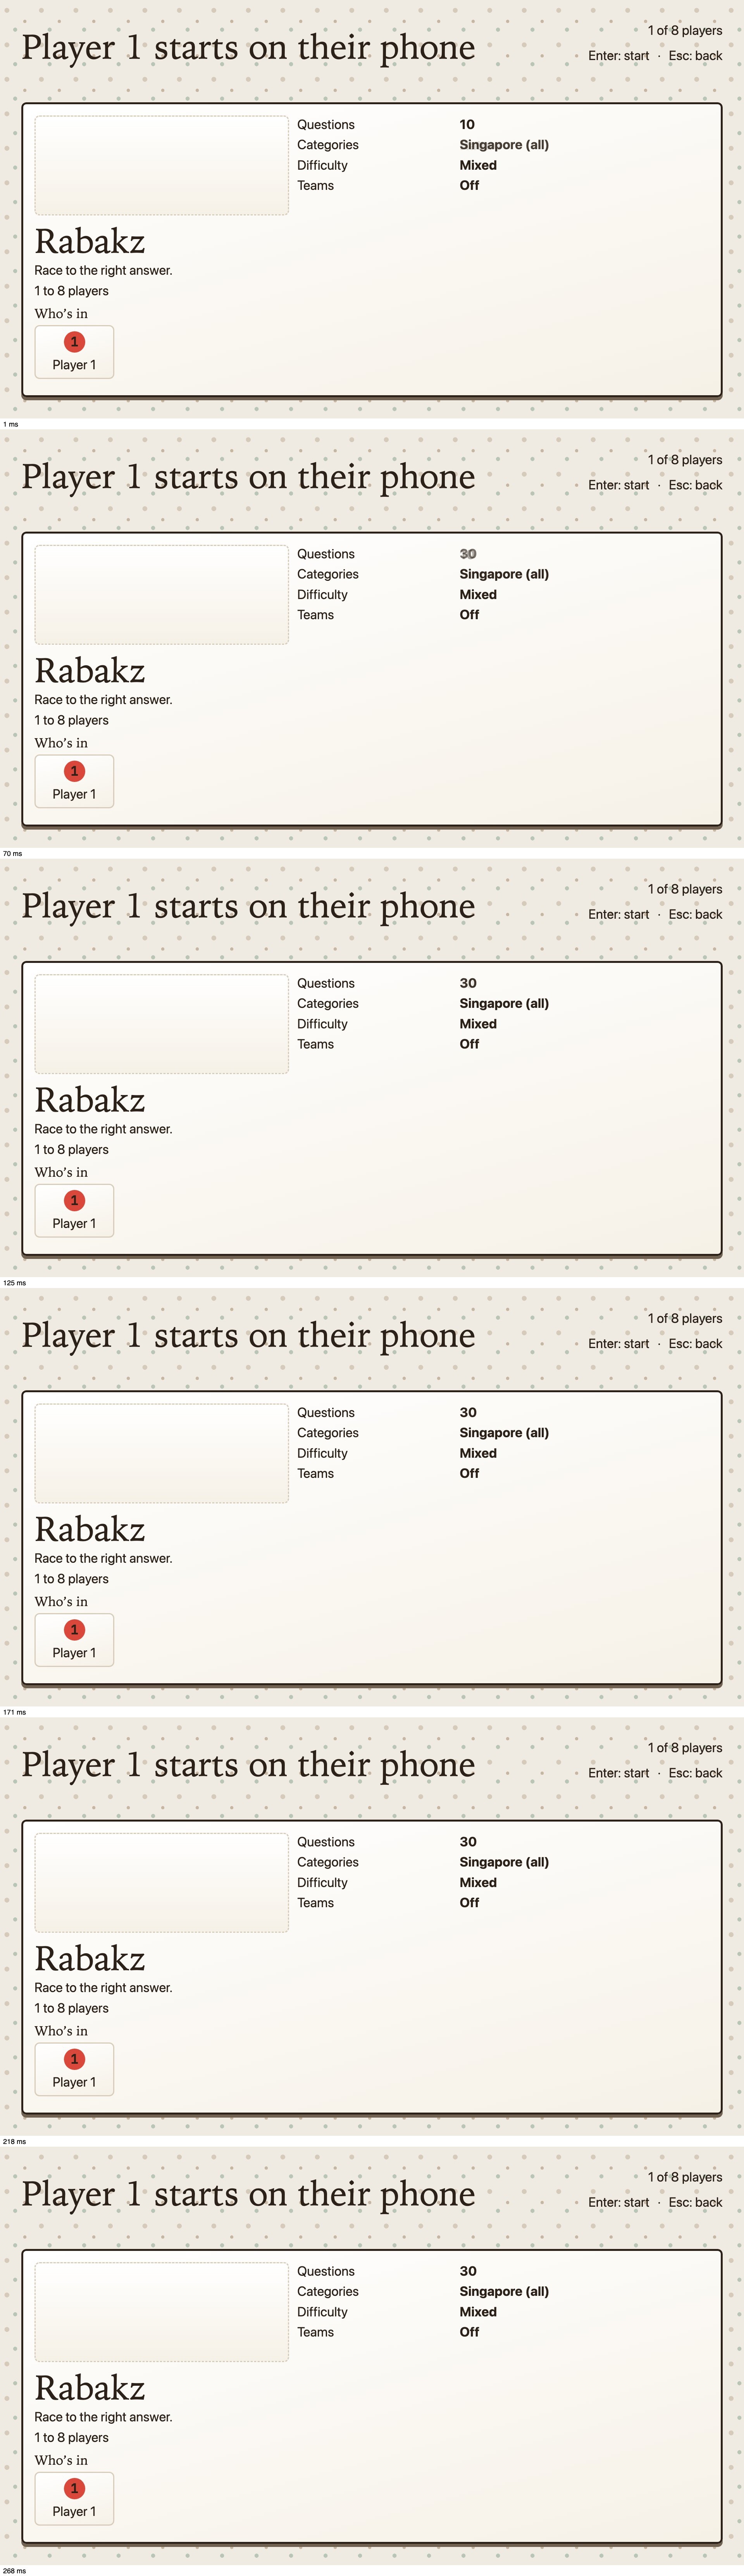 Player 1 starts on their phone
1 of 8 players
Enter: start · Esc: back
Questions 10
Categories Singapore (all)
Difficulty Mixed
Teams Off
Rabakz
Race to the right answer.
1 to 8 players
Who's in
1
Player 1
1 ms
Player 1 starts on their phone
1 of 8 players
Enter: start · Esc: back
Questions 30
Categories Singapore (all)
Difficulty Mixed
Teams Off
Rabakz
Race to the right answer.
1 to 8 players
Who's in
1
Player 1
70 ms
Player 1 starts on their phone
1 of 8 players
Enter: start · Esc: back
Questions 30
Categories Singapore (all)
Difficulty Mixed
Teams Off
Rabakz
Race to the right answer.
1 to 8 players
Who's in
1
Player 1
125 ms
Player 1 starts on their phone
1 of 8 players
Enter: start · Esc: back
Questions 30
Categories Singapore (all)
Difficulty Mixed
Teams Off
Rabakz
Race to the right answer.
1 to 8 players
Who's in
1
Player 1
171 ms
Player 1 starts on their phone
1 of 8 players
Enter: start · Esc: back
Questions 30
Categories Singapore (all)
Difficulty Mixed
Teams Off
Rabakz
Race to the right answer.
1 to 8 players
Who's in
1
Player 1
218 ms
Player 1 starts on their phone
1 of 8 players
Enter: start · Esc: back
Questions 30
Categories Singapore (all)
Difficulty Mixed
Teams Off
Rabakz
Race to the right answer.
1 to 8 players
Who's in
1
Player 1
268 ms